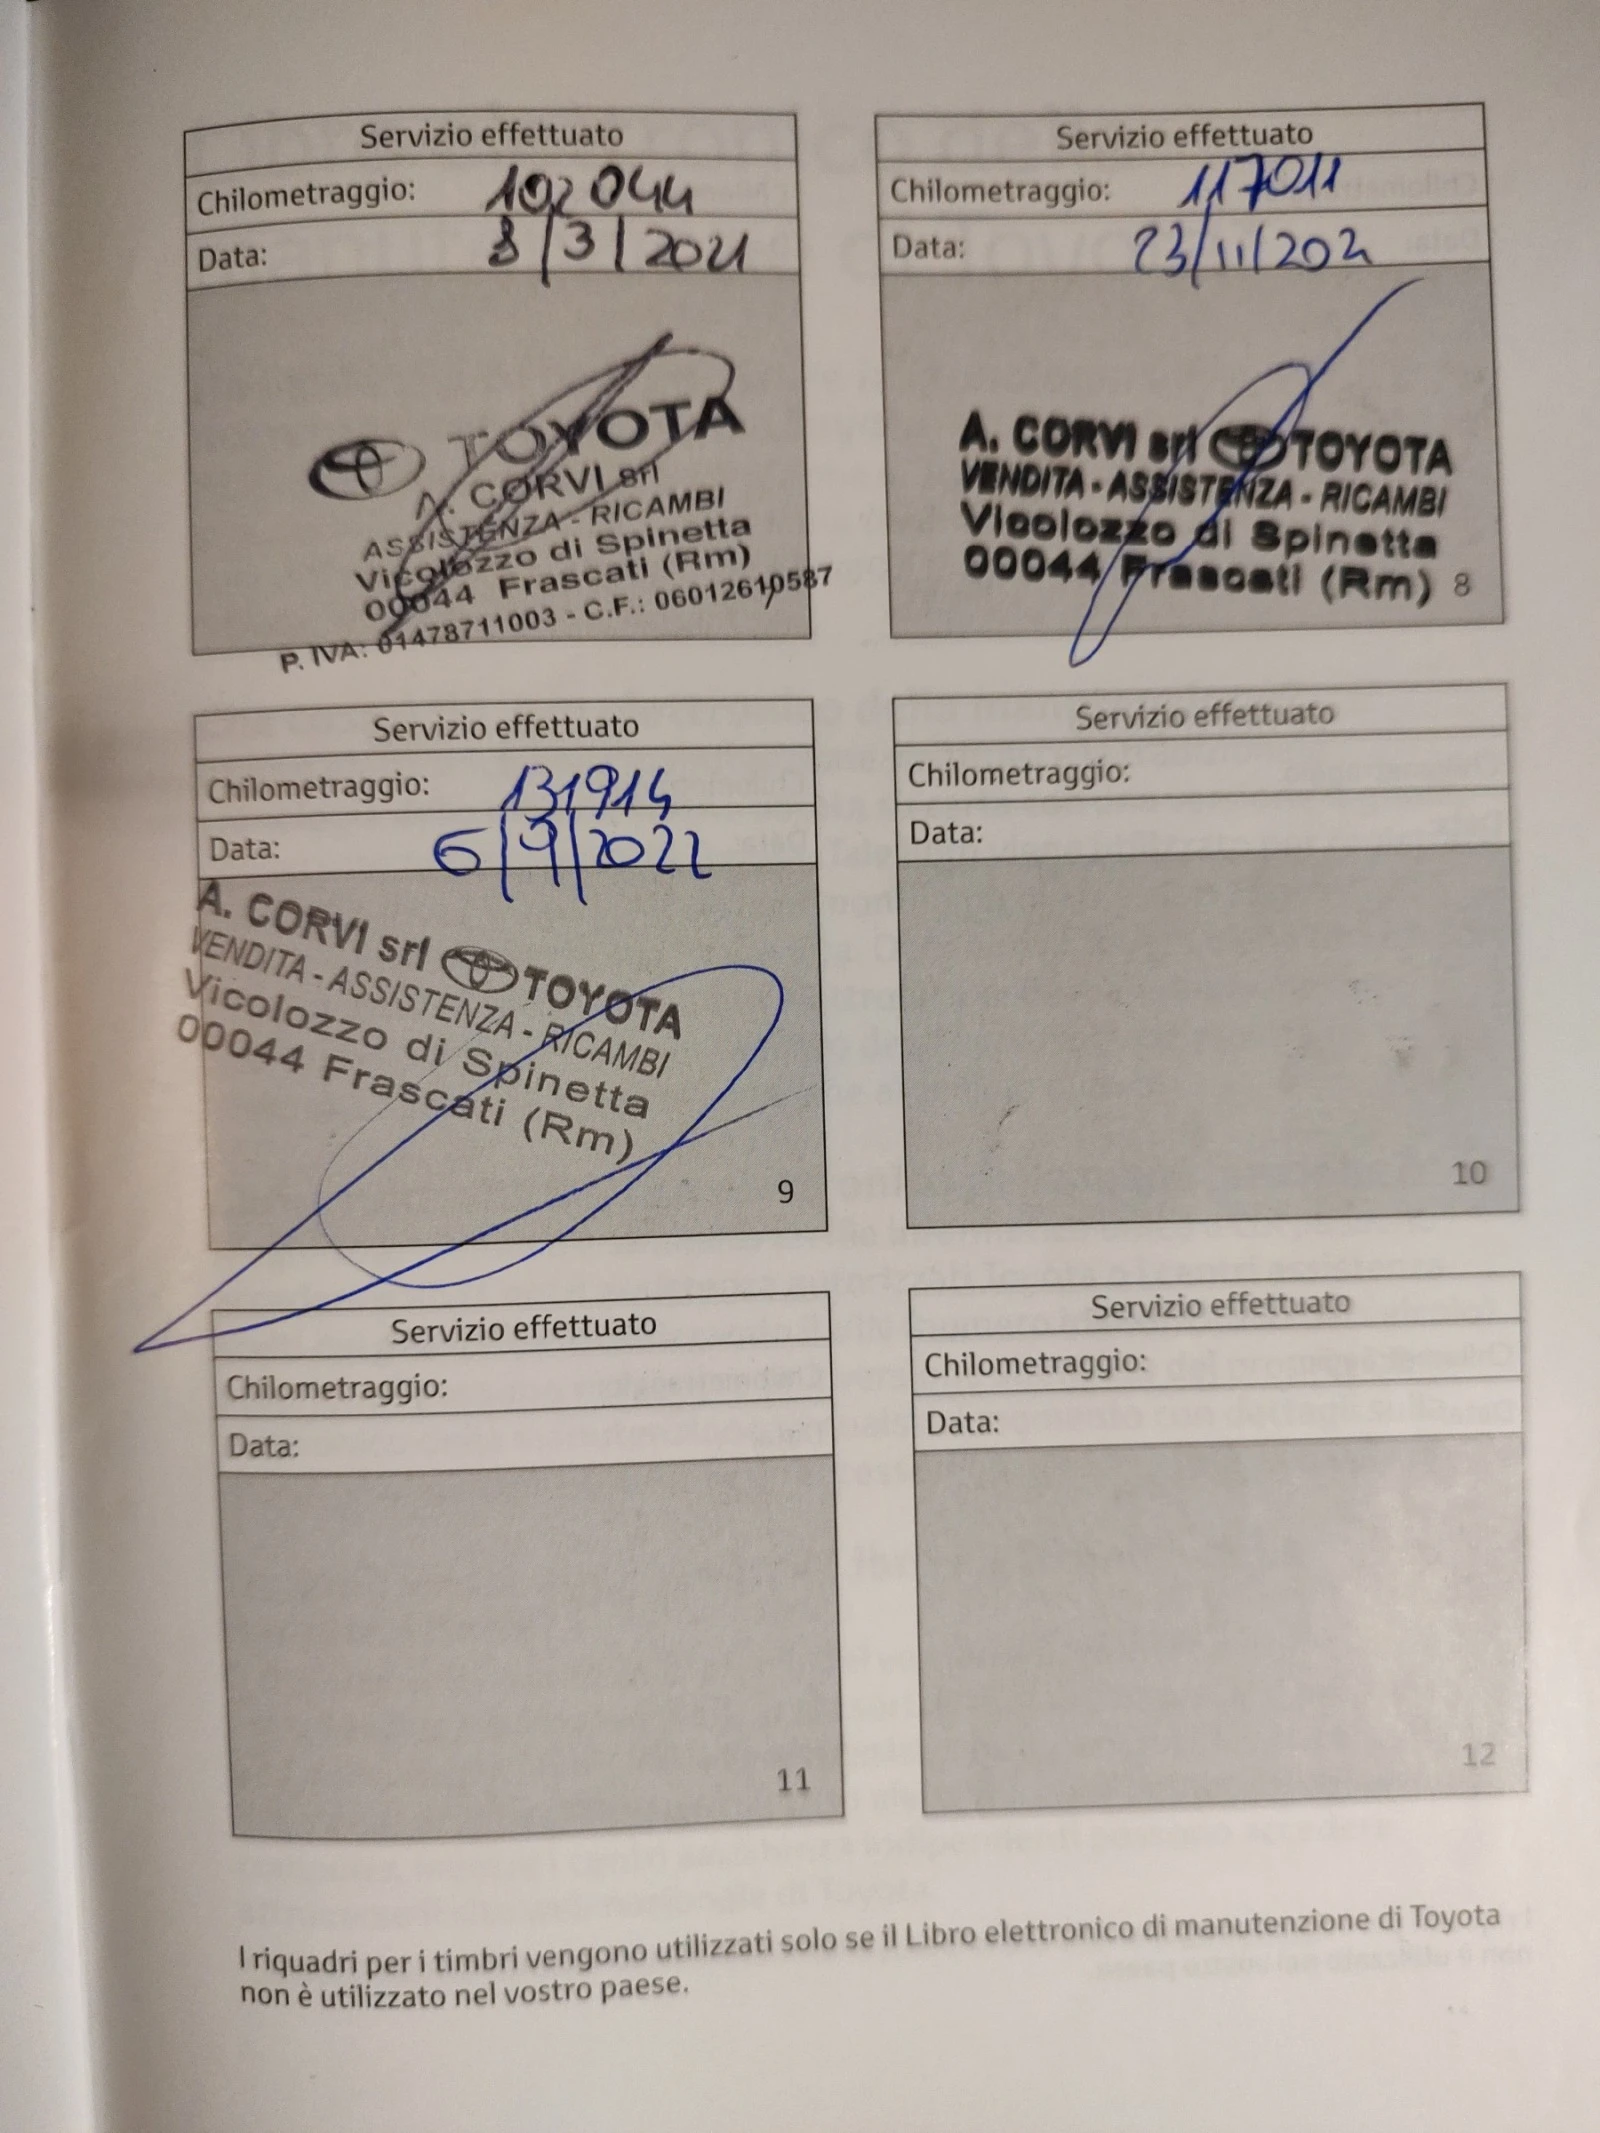 Servizio effettuato
Chilometraggio: 102044
Data: 8/3/2021
TOYOTA
A. CORVI srl
ASSISTENZA - RICAMBI
Vicolozzo di Spinetta
00044 Frascati (Rm)
P. IVA: 01478711003 - C.F.: 06012610587
Servizio effettuato
Chilometraggio: 117011
Data: 23/11/2021
A. CORVI srl TOYOTA
VENDITA - ASSISTENZA - RICAMBI
Vicolozzo di Spinetta
00044 Frascati (Rm)
8
Servizio effettuato
Chilometraggio: 131914
Data: 6/9/2022
A. CORVI srl TOYOTA
VENDITA - ASSISTENZA - RICAMBI
Vicolozzo di Spinetta
00044 Frascati (Rm)
9
Servizio effettuato
Chilometraggio:
Data:
10
Servizio effettuato
Chilometraggio:
Data:
11
Servizio effettuato
Chilometraggio:
Data:
12
I riquadri per i timbri vengono utilizzati solo se il Libro elettronico di manutenzione di Toyota
non è utilizzato nel vostro paese.